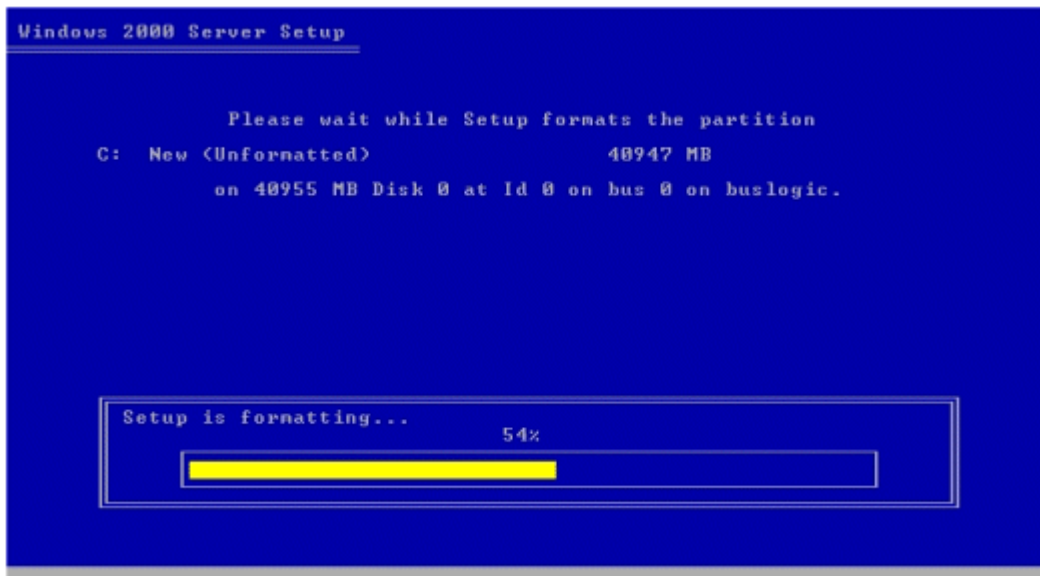 Windows 2000 Server Setup
Please wait while Setup formats the partition
C: New (Unformatted) 40947 MB
on 40955 MB Disk 0 at Id 0 on bus 0 on buslogic.
Setup is formatting...
54%